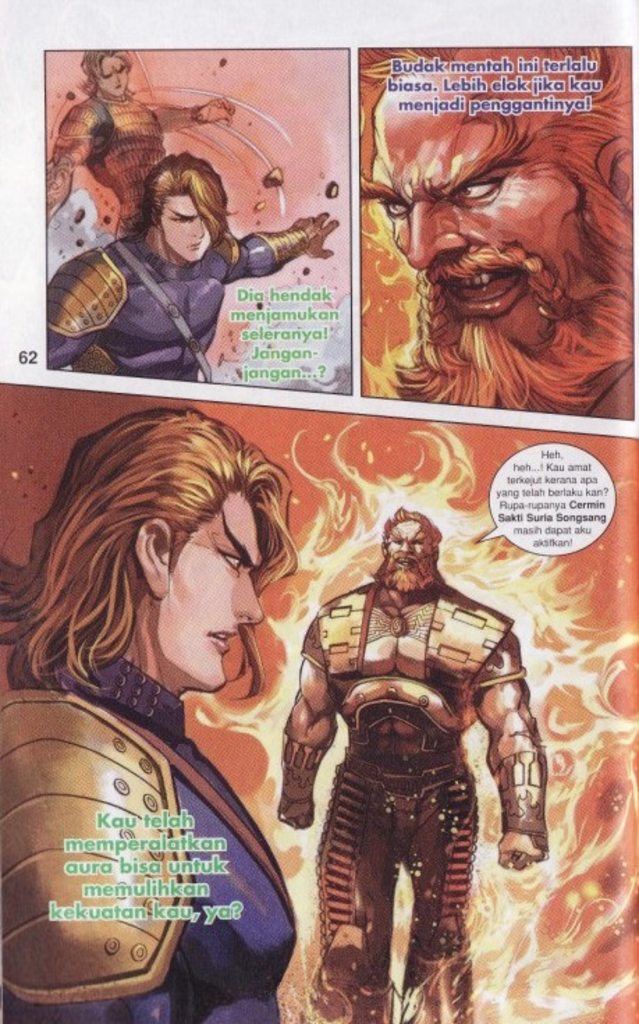 Dia hendak
menjamukan
seleranya!
Jangan-
jangan...?
Budak mentah ini terlalu
biasa. Lebih elok jika kau
menjadi penggantinya!
62
Heh,
heh...! Kau amat
terkejut kerana apa
yang telah berlaku kan?
Rupa-rupanya Cermin
Sakti Suria Songsang
masih dapat aku
aktifkan!
Kau telah
memperalatkan
aura bisa untuk
memulihkan
kekuatan kau, ya?